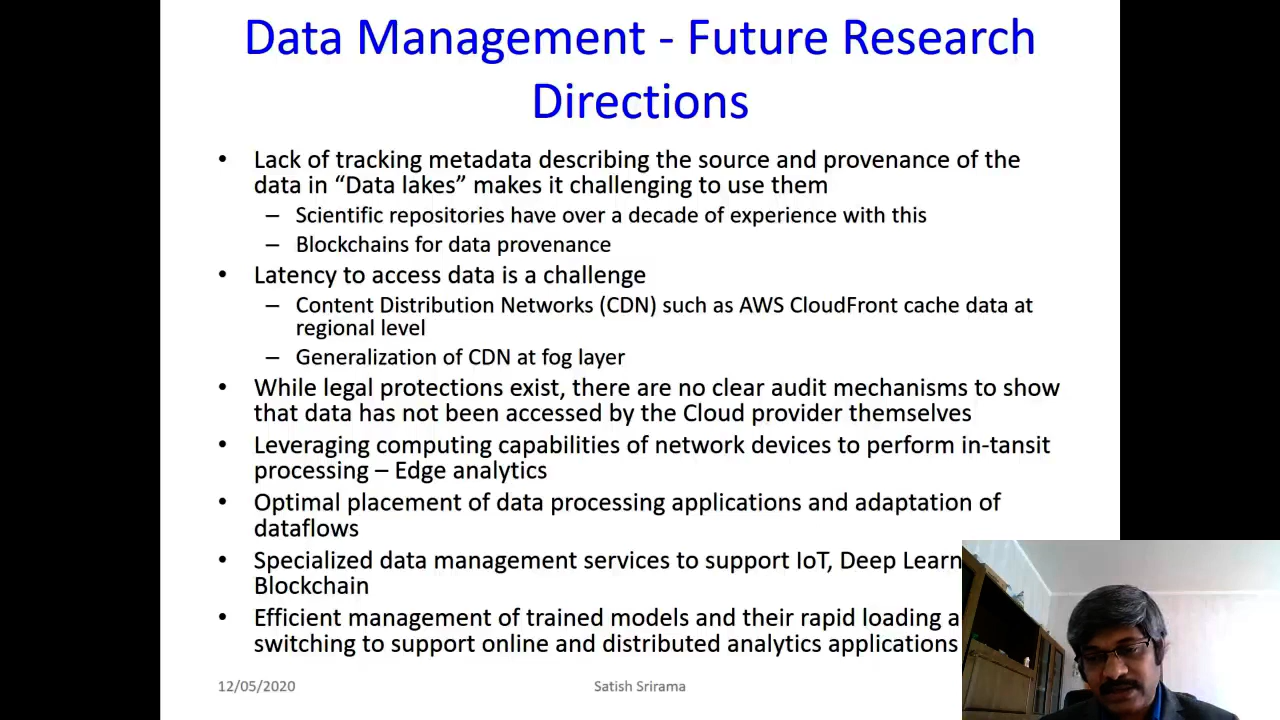 Data Management - Future Research
Directions
• Lack of tracking metadata describing the source and provenance of the
data in “Data lakes” makes it challenging to use them
– Scientific repositories have over a decade of experience with this
– Blockchains for data provenance
• Latency to access data is a challenge
– Content Distribution Networks (CDN) such as AWS CloudFront cache data at
regional level
– Generalization of CDN at fog layer
• While legal protections exist, there are no clear audit mechanisms to show
that data has not been accessed by the Cloud provider themselves
• Leveraging computing capabilities of network devices to perform in-tansit
processing – Edge analytics
• Optimal placement of data processing applications and adaptation of
dataflows
• Specialized data management services to support IoT, Deep Learn
Blockchain
• Efficient management of trained models and their rapid loading a
switching to support online and distributed analytics applications
12/05/2020
Satish Srirama